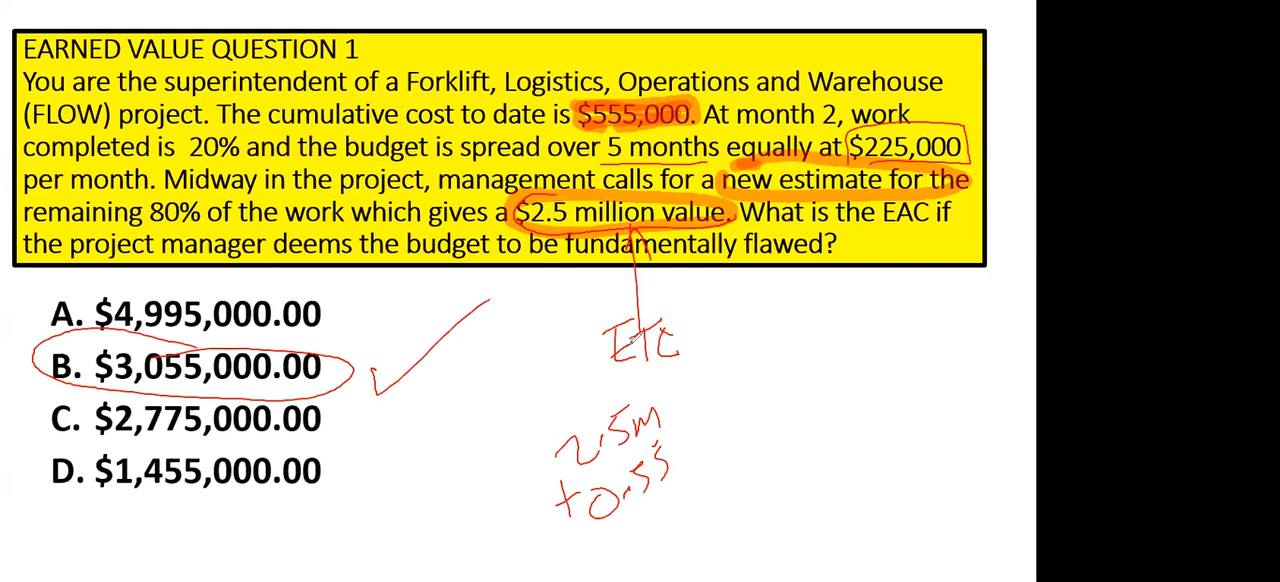 EARNED VALUE QUESTION 1
You are the superintendent of a Forklift, Logistics, Operations and Warehouse
(FLOW) project. The cumulative cost to date is $555,000. At month 2, work
completed is 20% and the budget is spread over 5 months equally at $225,000
per month. Midway in the project, management calls for a new estimate for the
remaining 80% of the work which gives a $2.5 million value. What is the EAC if
the project manager deems the budget to be fundamentally flawed?
A. $4,995,000.00
B. $3,055,000.00
C. $2,775,000.00
D. $1,455,000.00
ETC
2.5m
+0.555